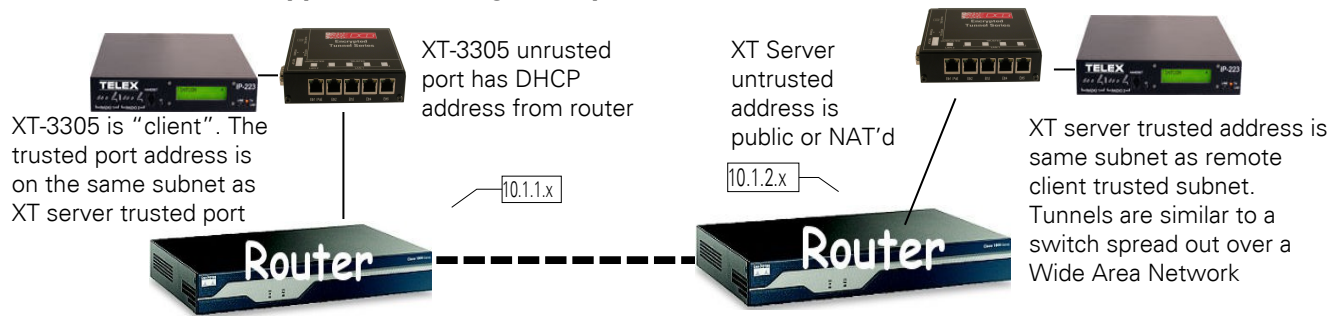 TELEX
IP-223
Encrypted
Tunnel Series
XT-3305 unrusted
port has DHCP
address from router
XT Server
untrusted
address is
public or NAT'd
Encrypted
Tunnel Series
TELEX
IP-223
XT-3305 is “client”. The
trusted port address is
on the same subnet as
XT server trusted port
XT server trusted address is
same subnet as remote
client trusted subnet.
Tunnels are similar to a
switch spread out over a
Wide Area Network
10.1.1.x
10.1.2.x
Router
Router